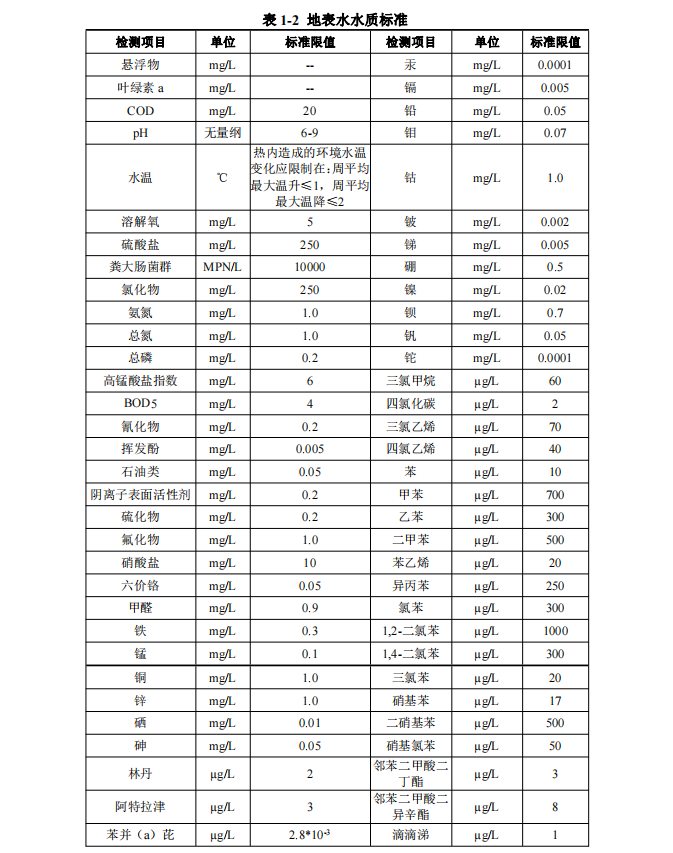 表 1-2 地表水水质标准
检测项目 单位 标准限值 检测项目 单位 标准限值
悬浮物 mg/L -- 汞 mg/L 0.0001
叶绿素 a mg/L -- 镉 mg/L 0.005
COD mg/L 20 铅 mg/L 0.05
pH 无量纲 6-9 钼 mg/L 0.07
水温 ℃ 热内造成的环境水温
变化应限制在：周平均
最大温升≤1，周平均
最大温降≤2 钴 mg/L 1.0
溶解氧 mg/L 5 铍 mg/L 0.002
硫酸盐 mg/L 250 锑 mg/L 0.005
粪大肠菌群 MPN/L 10000 硼 mg/L 0.5
氯化物 mg/L 250 镍 mg/L 0.02
氨氮 mg/L 1.0 钡 mg/L 0.7
总氮 mg/L 1.0 钒 mg/L 0.05
总磷 mg/L 0.2 铊 mg/L 0.0001
高锰酸盐指数 mg/L 6 三氯甲烷 μg/L 60
BOD5 mg/L 4 四氯化碳 μg/L 2
氰化物 mg/L 0.2 三氯乙烯 μg/L 70
挥发酚 mg/L 0.005 四氯乙烯 μg/L 40
石油类 mg/L 0.05 苯 μg/L 10
阴离子表面活性剂 mg/L 0.2 甲苯 μg/L 700
硫化物 mg/L 0.2 乙苯 μg/L 300
氟化物 mg/L 1.0 二甲苯 μg/L 500
硝酸盐 mg/L 10 苯乙烯 μg/L 20
六价铬 mg/L 0.05 异丙苯 μg/L 250
甲醛 mg/L 0.9 氯苯 μg/L 300
铁 mg/L 0.3 1,2-二氯苯 μg/L 1000
锰 mg/L 0.1 1,4-二氯苯 μg/L 300
铜 mg/L 1.0 三氯苯 μg/L 20
锌 mg/L 1.0 硝基苯 μg/L 17
硒 mg/L 0.01 二硝基苯 μg/L 500
砷 mg/L 0.05 硝基氯苯 μg/L 50
林丹 μg/L 2 邻苯二甲酸二
丁酯 μg/L 3
阿特拉津 μg/L 3 邻苯二甲酸二
异辛酯 μg/L 8
苯并（a）芘 μg/L 2.8*10-3 滴滴涕 μg/L 1